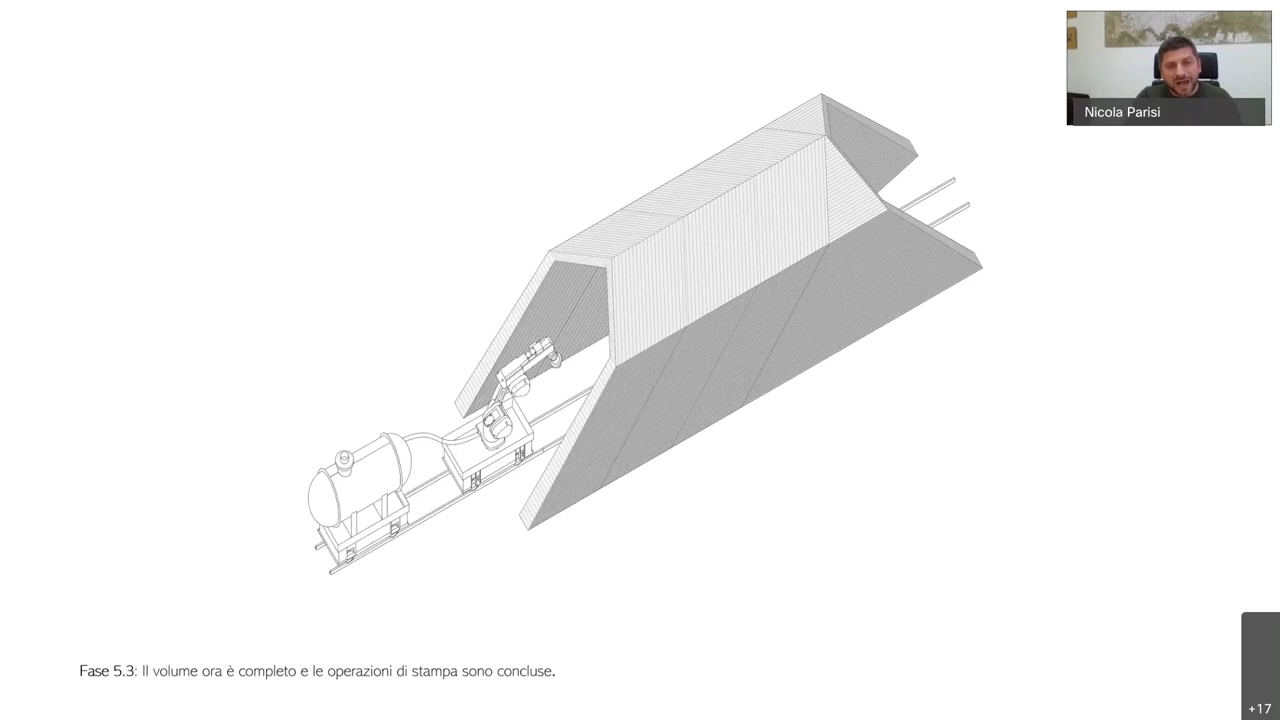 Nicola Parisi
Fase 5.3: Il volume ora è completo e le operazioni di stampa sono concluse.
+17